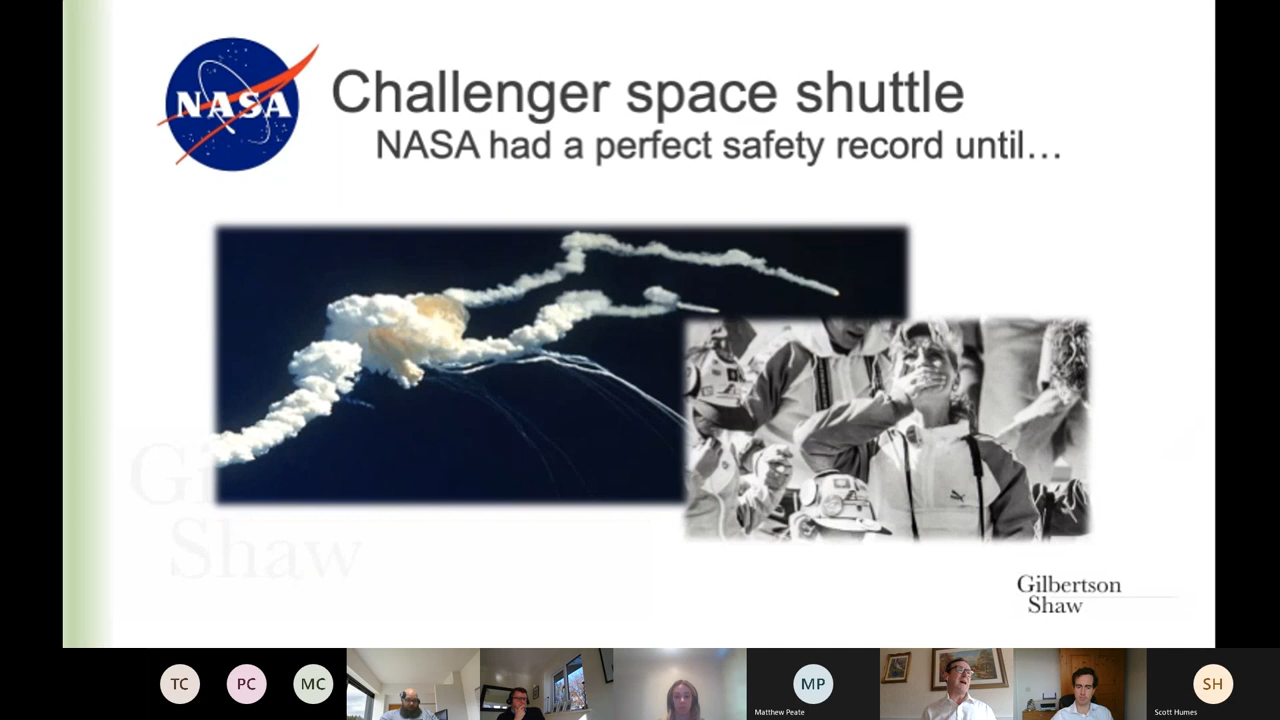 NASA
Challenger space shuttle
NASA had a perfect safety record until…
Gilbertson
Shaw
Gilbertson
Shaw
TC
PC
MC
MP
Matthew Peate
SH
Scott Humes